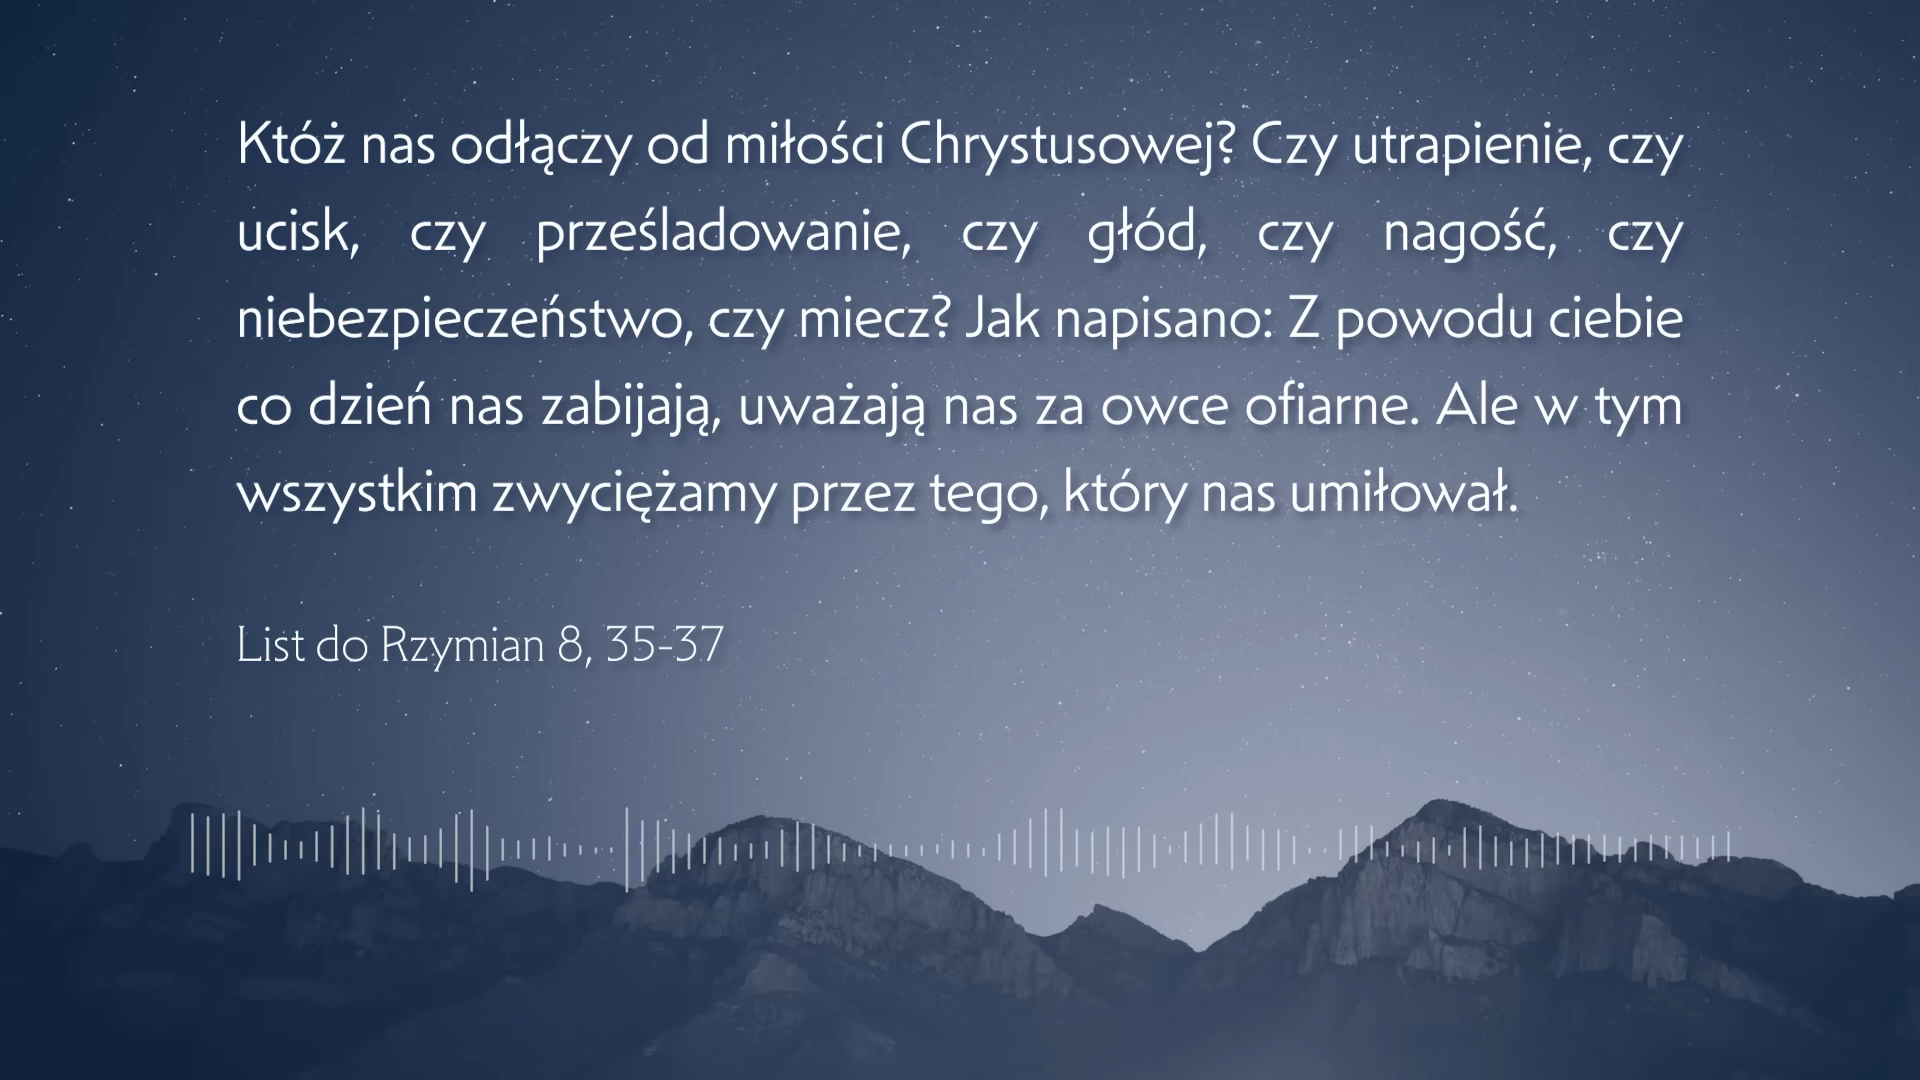 Któż nas odłączy od miłości Chrystusowej? Czy utrapienie, czy
ucisk, czy prześladowanie, czy głód, czy nagość, czy
niebezpieczeństwo, czy miecz? Jak napisano: Z powodu ciebie
co dzień nas zabijają, uważają nas za owce ofiarne. Ale w tym
wszystkim zwyciężamy przez tego, który nas umiłował.
List do Rzymian 8, 35-37